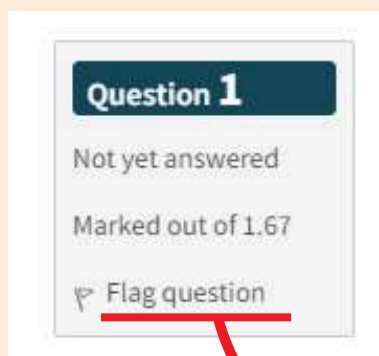 Question 1
Not yet answered
Marked out of 1.67
Flag question